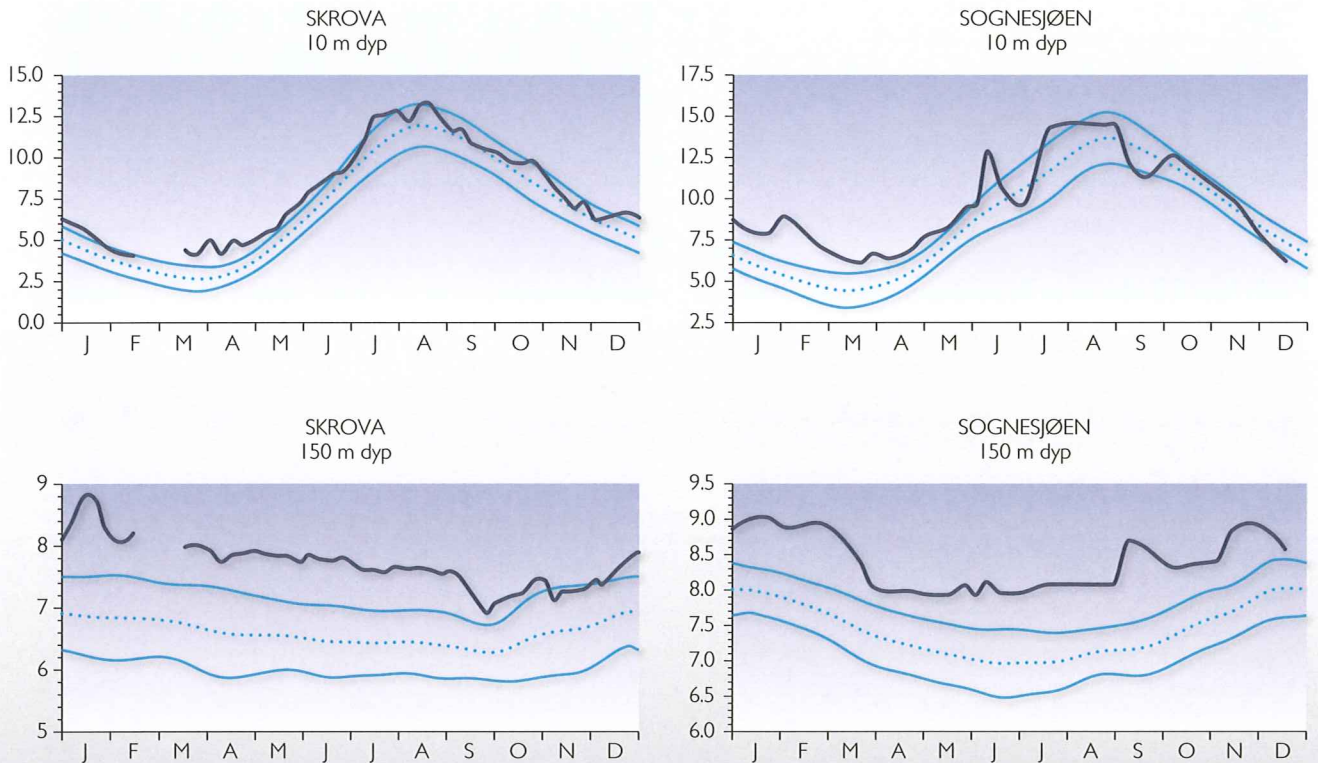 SKROVA
10 m dyp
15.0
12.5
10.0
7.5
5.0
2.5
0.0
J F M A M J J A S O N D
SOGNESJØEN
10 m dyp
17.5
15.0
12.5
10.0
7.5
5.0
2.5
J F M A M J J A S O N D
SKROVA
150 m dyp
9
8
7
6
5
J F M A M J J A S O N D
SOGNESJØEN
150 m dyp
9.5
9.0
8.5
8.0
7.5
7.0
6.5
6.0
J F M A M J J A S O N D